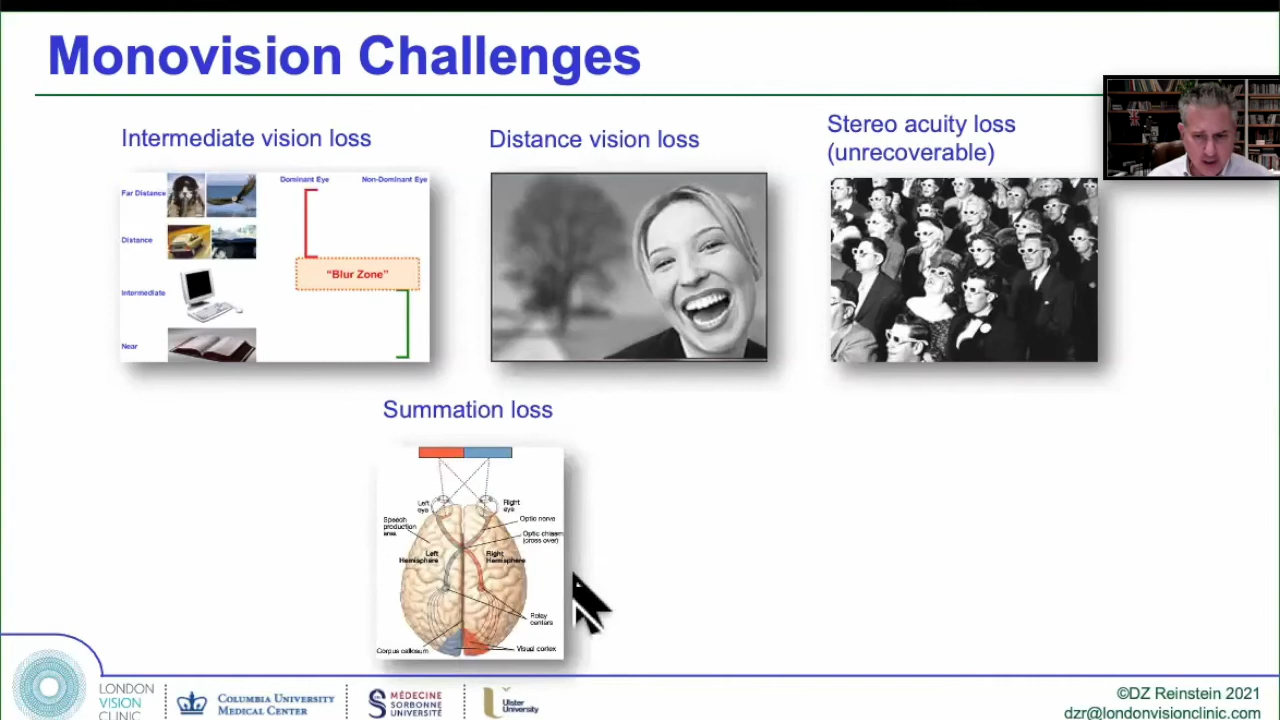 Monovision Challenges
Intermediate vision loss
Distance vision loss
Stereo acuity loss
(unrecoverable)
Dominant Eye
Non-Dominant Eye
Far Distance
Distance
"Blur Zone"
Intermediate
Near
Summation loss
Left
eye
Right
eye
Speech
production
area
Optic nerve
Optic chiasm
(cross over)
Left
Hemisphere
Right
Hemisphere
Relay
centers
Corpus callosum
Visual cortex
LONDON
VISION
CLINIC
COLUMBIA UNIVERSITY
MEDICAL CENTER
MÉDECINE
SORBONNE
UNIVERSITÉ
Ulster
University
©DZ Reinstein 2021
dzr@londonvisionclinic.com